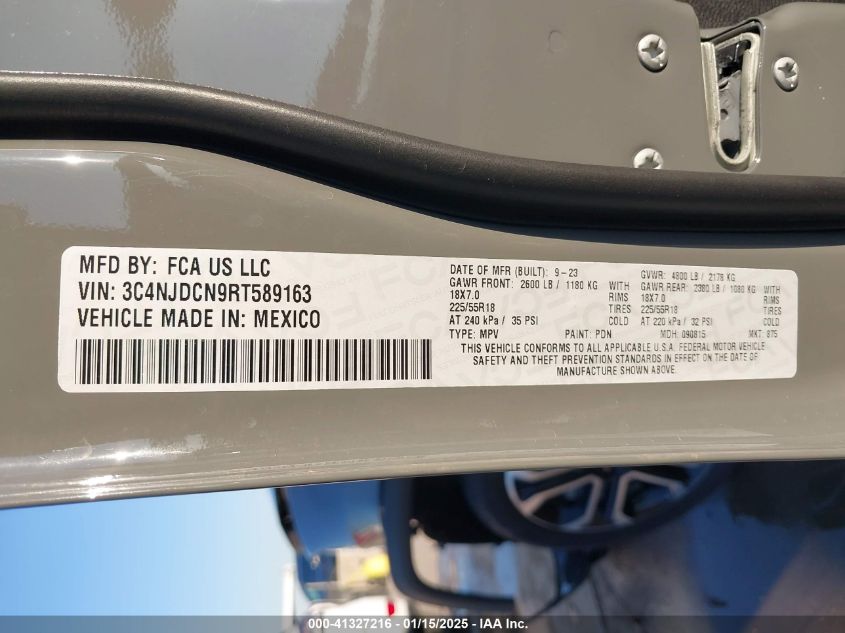 MFD BY: FCA US LLC
VIN: 3C4NJDCN9RT589163
VEHICLE MADE IN: MEXICO
DATE OF MFR (BUILT): 9-23
GAWR FRONT: 2600 LB / 1180 KG
18X7.0 RIMS
225/55R18 TIRES
AT 240 kPa / 35 PSI COLD
TYPE: MPV PAINT: PDN
GVWR: 4800 LB / 2178 KG
GAWR REAR: 2380 LB / 1080 KG
18X7.0 RIMS
225/55R18 TIRES
AT 220 kPa / 32 PSI COLD
MDH: 090815 MKT: 875
THIS VEHICLE CONFORMS TO ALL APPLICABLE U.S.A. FEDERAL MOTOR VEHICLE
SAFETY AND THEFT PREVENTION STANDARDS IN EFFECT ON THE DATE OF
MANUFACTURE SHOWN ABOVE.
000-41327216 - 01/15/2025 - IAA Inc.